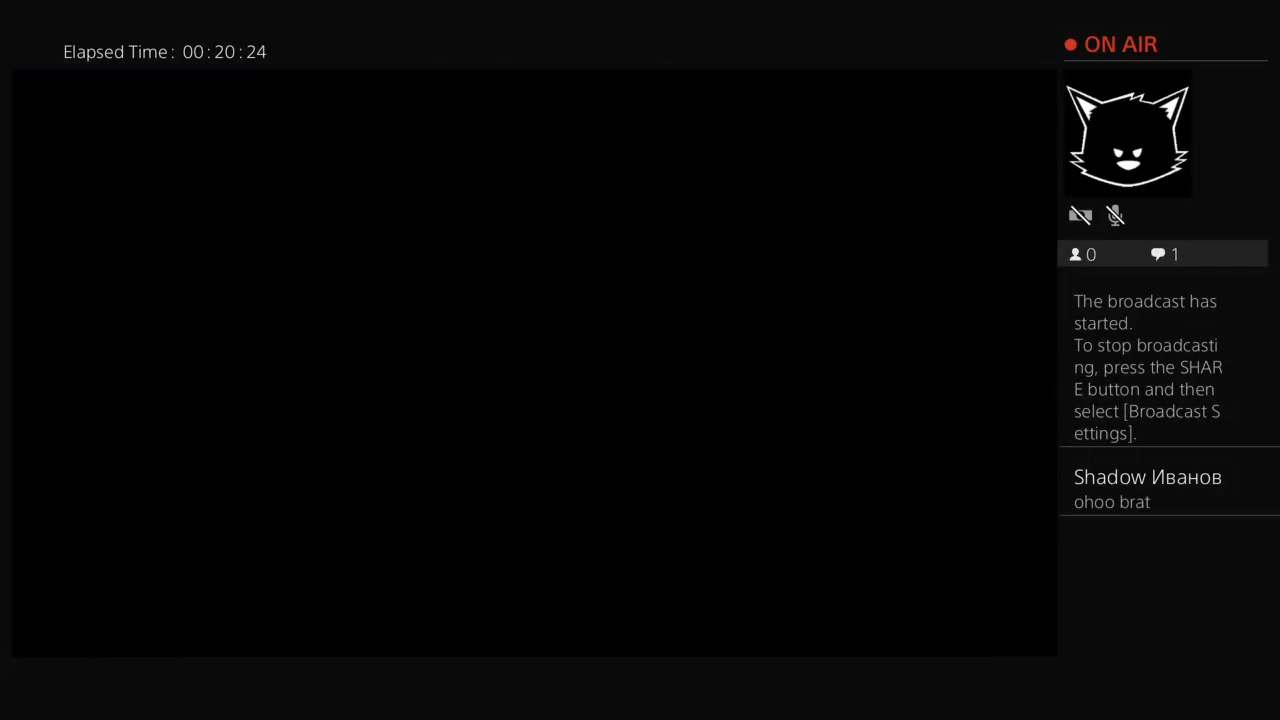 Elapsed Time: 00:20:24
ON AIR
0 1
The broadcast has
started.
To stop broadcasti
ng, press the SHAR
E button and then
select [Broadcast S
ettings].
Shadow Иванов
ohoo brat